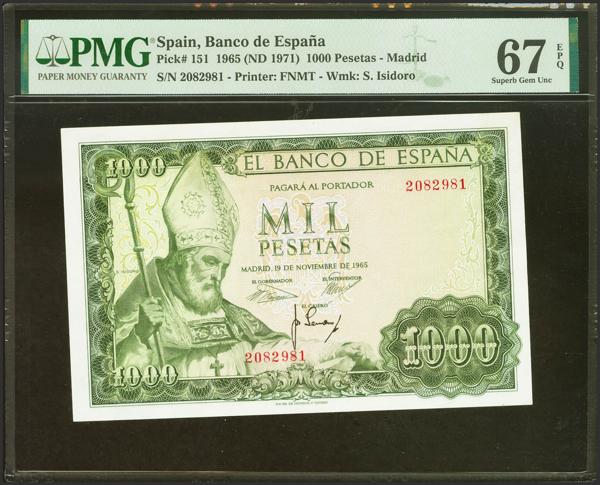 PMG
PAPER MONEY GUARANTY
Spain, Banco de España
Pick# 151 1965 (ND 1971) 1000 Pesetas - Madrid
S/N 2082981 - Printer: FNMT - Wmk: S. Isidoro
67 EPQ
Superb Gem Unc
1000
EL BANCO DE ESPAÑA
PAGARÁ AL PORTADOR
2082981
MIL
PESETAS
MADRID, 19 DE NOVIEMBRE DE 1965
EL GOBERNADOR
EL INTERVENTOR
EL CAJERO
2082981
1000
1000